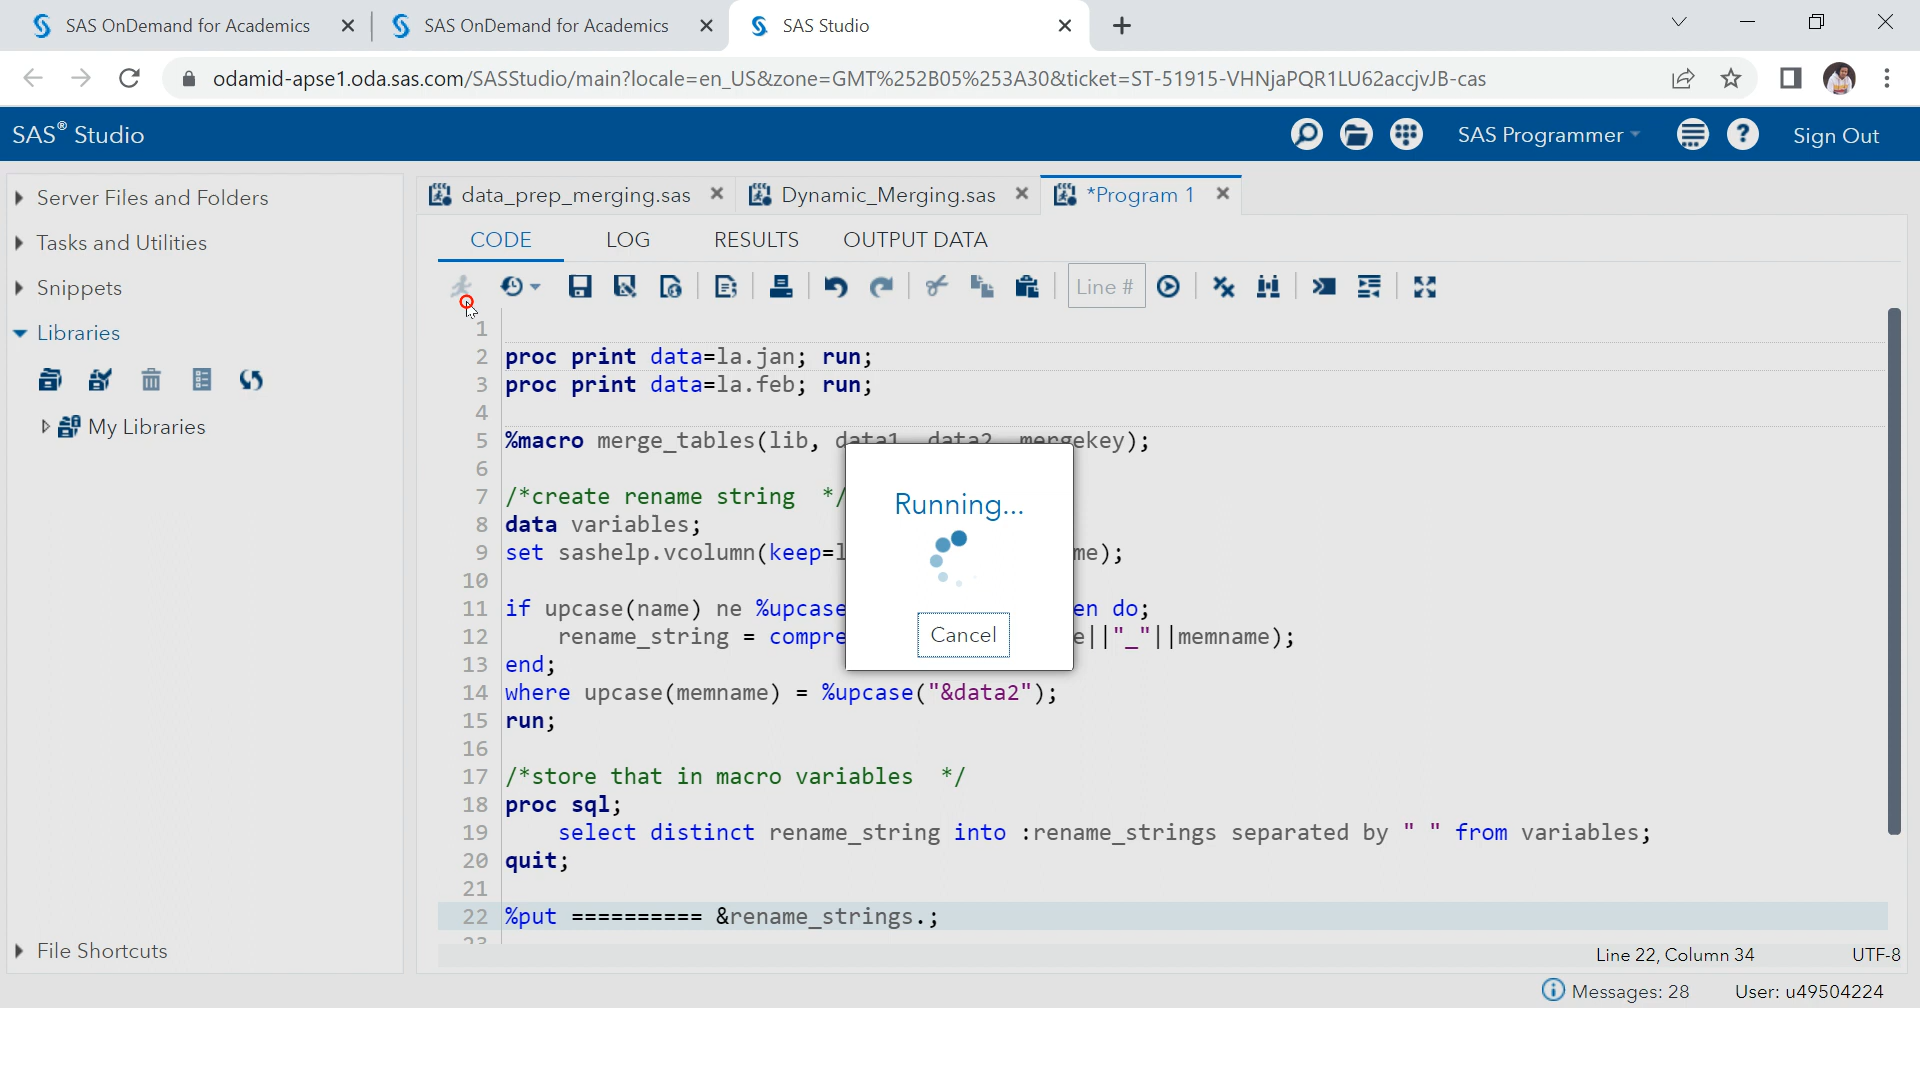 SAS OnDemand for Academics
SAS OnDemand for Academics
SAS Studio
odamid-apse1.oda.sas.com/SASStudio/main?locale=en_US&zone=GMT%252B05%253A30&ticket=ST-51915-VHNjaPQR1LU62accjvJB-cas
SAS® Studio
SAS Programmer
Sign Out
Server Files and Folders
Tasks and Utilities
Snippets
Libraries
My Libraries
File Shortcuts
data_prep_merging.sas
Dynamic_Merging.sas
*Program 1
CODE
LOG
RESULTS
OUTPUT DATA
Line #
1
2 proc print data=la.jan; run;
3 proc print data=la.feb; run;
4
5 %macro merge_tables(lib, data1, data2, mergekey);
6
7 /*create rename string */
8 data variables;
9 set sashelp.vcolumn(keep=l me);
10
11 if upcase(name) ne %upcase en do;
12 rename_string = compre e||"_"||memname);
13 end;
14 where upcase(memname) = %upcase("&data2");
15 run;
16
17 /*store that in macro variables */
18 proc sql;
19 select distinct rename_string into :rename_strings separated by " " from variables;
20 quit;
21
22 %put ========== &rename_strings.;
23
Running...
Cancel
Line 22, Column 34
UTF-8
Messages: 28
User: u49504224